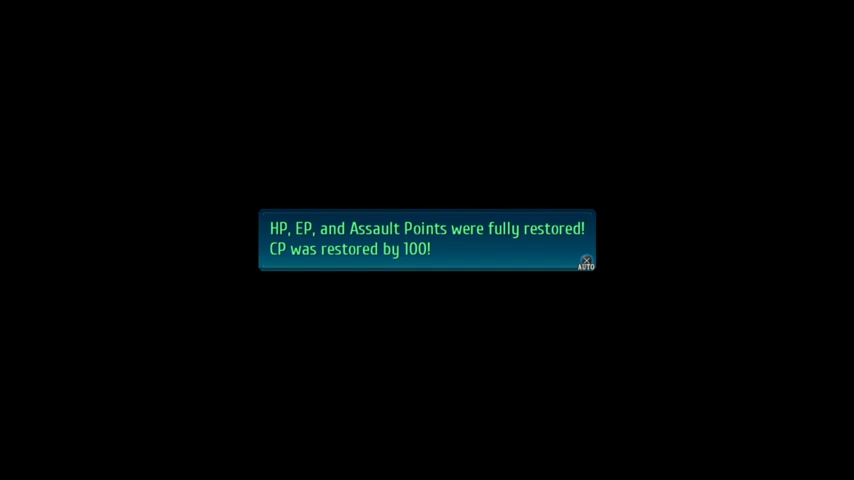 HP, EP, and Assault Points were fully restored!
CP was restored by 100!
AUTO